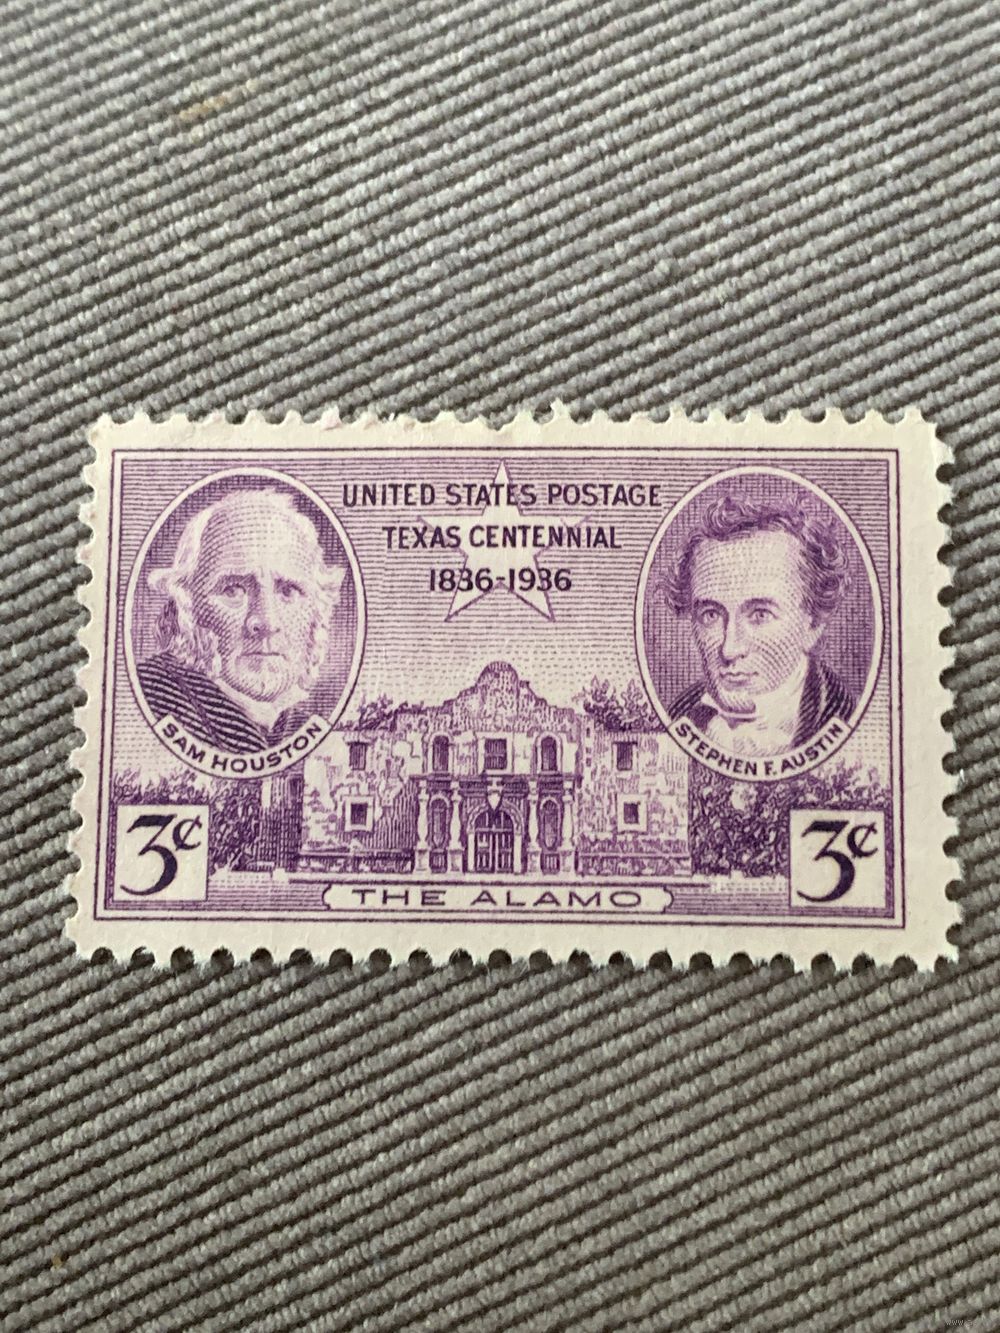 UNITED STATES POSTAGE
TEXAS CENTENNIAL
1836-1936
SAM HOUSTON
STEPHEN F. AUSTIN
3¢
3¢
THE ALAMO